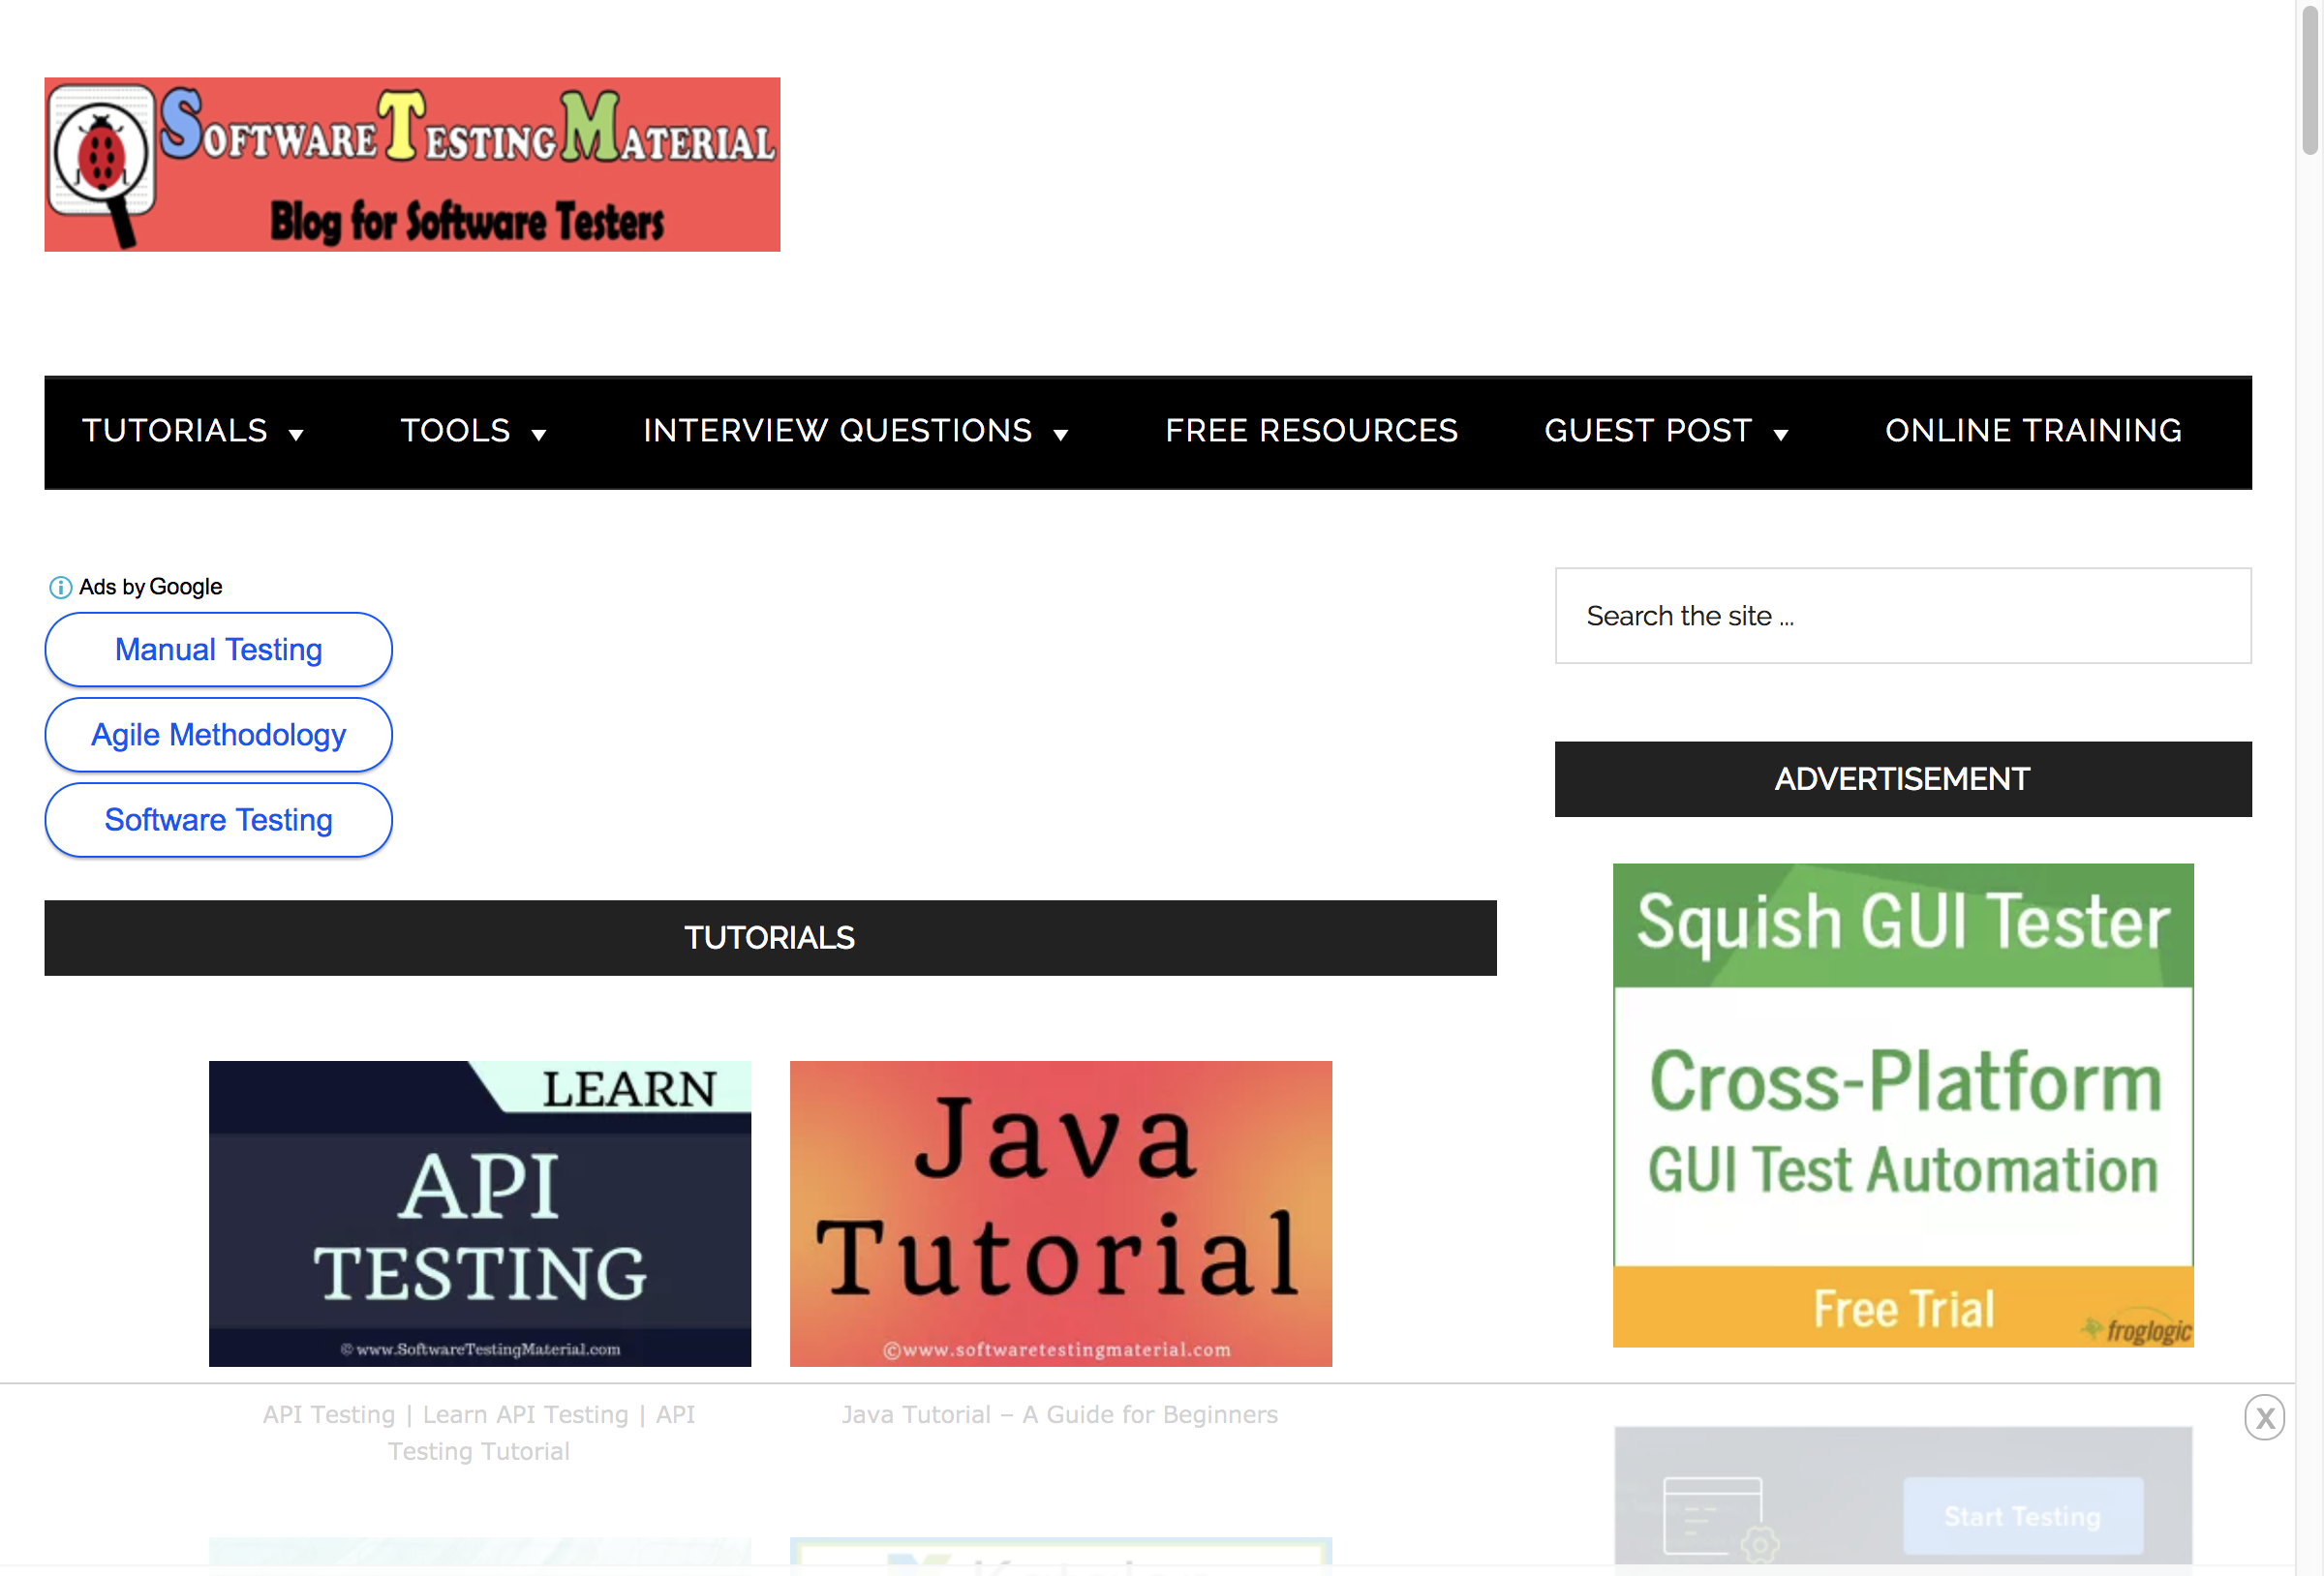 SOFTWARETESTINGMATERIAL
Blog for Software Testers
TUTORIALS
TOOLS
INTERVIEW QUESTIONS
FREE RESOURCES
GUEST POST
ONLINE TRAINING
Ads by Google
Manual Testing
Agile Methodology
Software Testing
Search the site ...
ADVERTISEMENT
TUTORIALS
Squish GUI Tester
Cross-Platform
GUI Test Automation
Free Trial
froglogic
LEARN
API
TESTING
© www.SoftwareTestingMaterial.com
Java
Tutorial
©www.softwaretestingmaterial.com
API Testing | Learn API Testing | API
Testing Tutorial
Java Tutorial – A Guide for Beginners
X
Start Testing